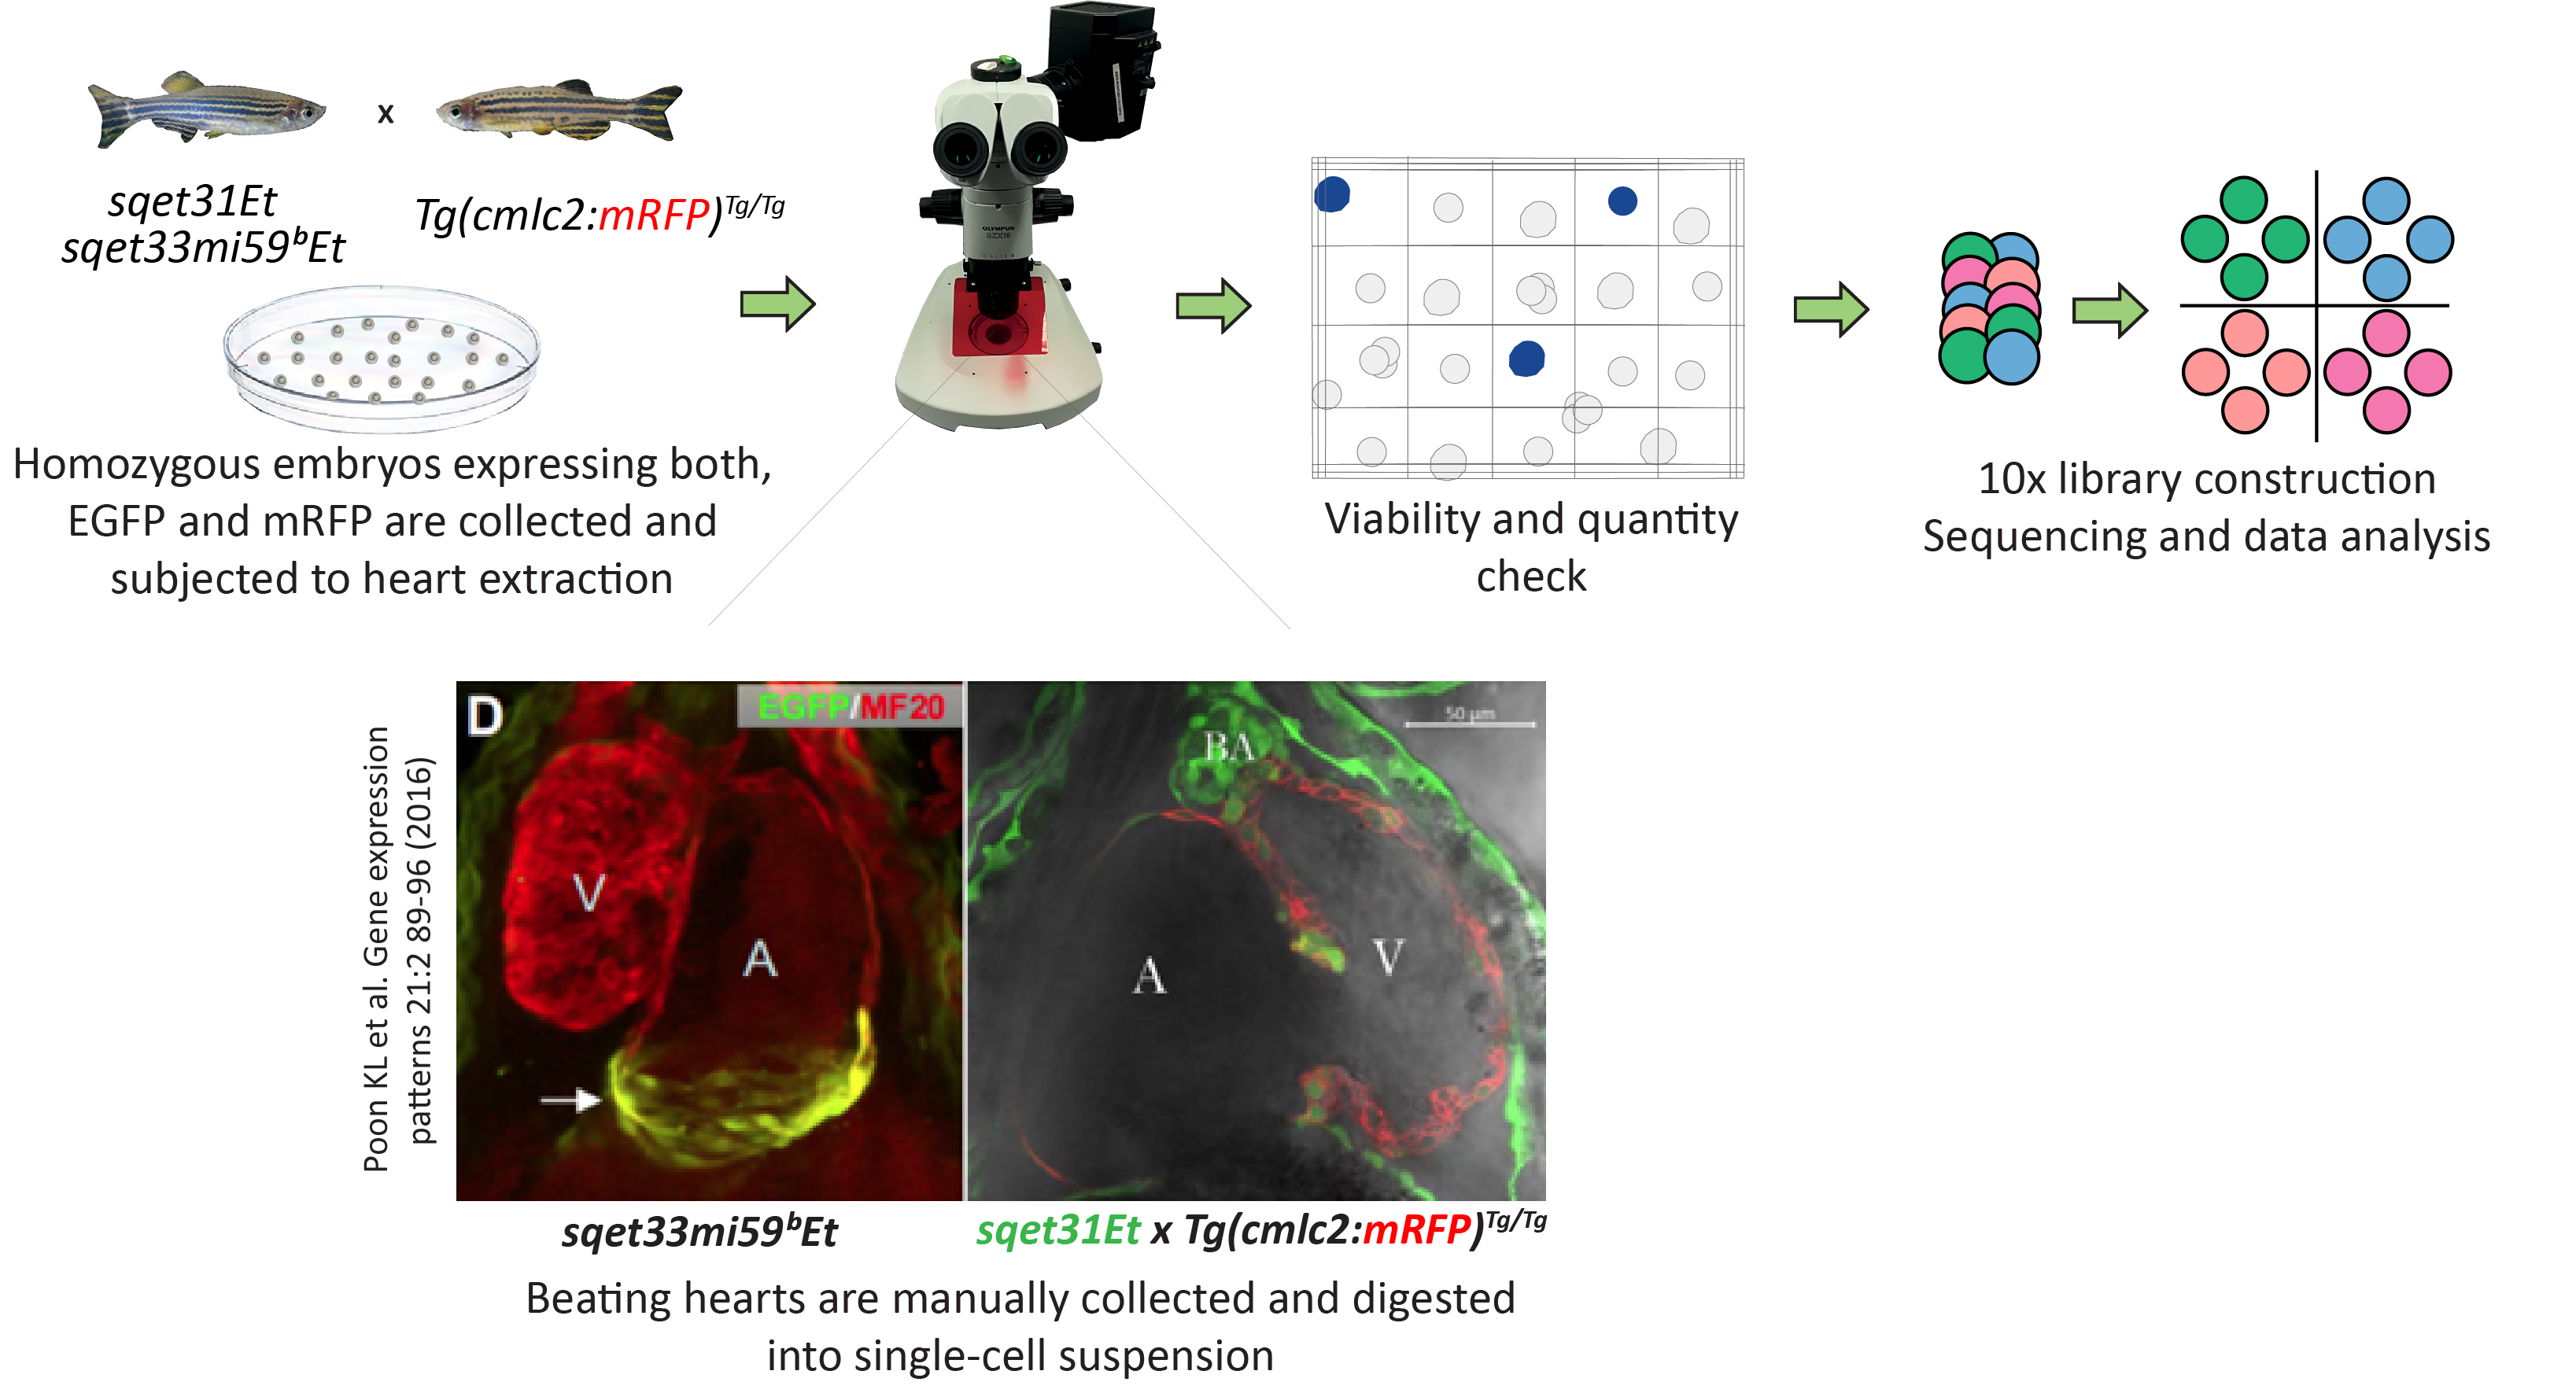 x
sqet31Et
sqet33mi59ᵇEt
Tg(cmlc2:mRFP)ᵀᵍ/ᵀᵍ
Homozygous embryos expressing both,
EGFP and mRFP are collected and
subjected to heart extraction
OLYMPUS
SZX16
Viability and quantity
check
10x library construction
Sequencing and data analysis
Poon KL et al. Gene expression
patterns 21:2 89-96 (2016)
D
EGFP/MF20
V
A
BA
50 µm
A
V
sqet33mi59ᵇEt
sqet31Et x Tg(cmlc2:mRFP)ᵀᵍ/ᵀᵍ
Beating hearts are manually collected and digested
into single-cell suspension